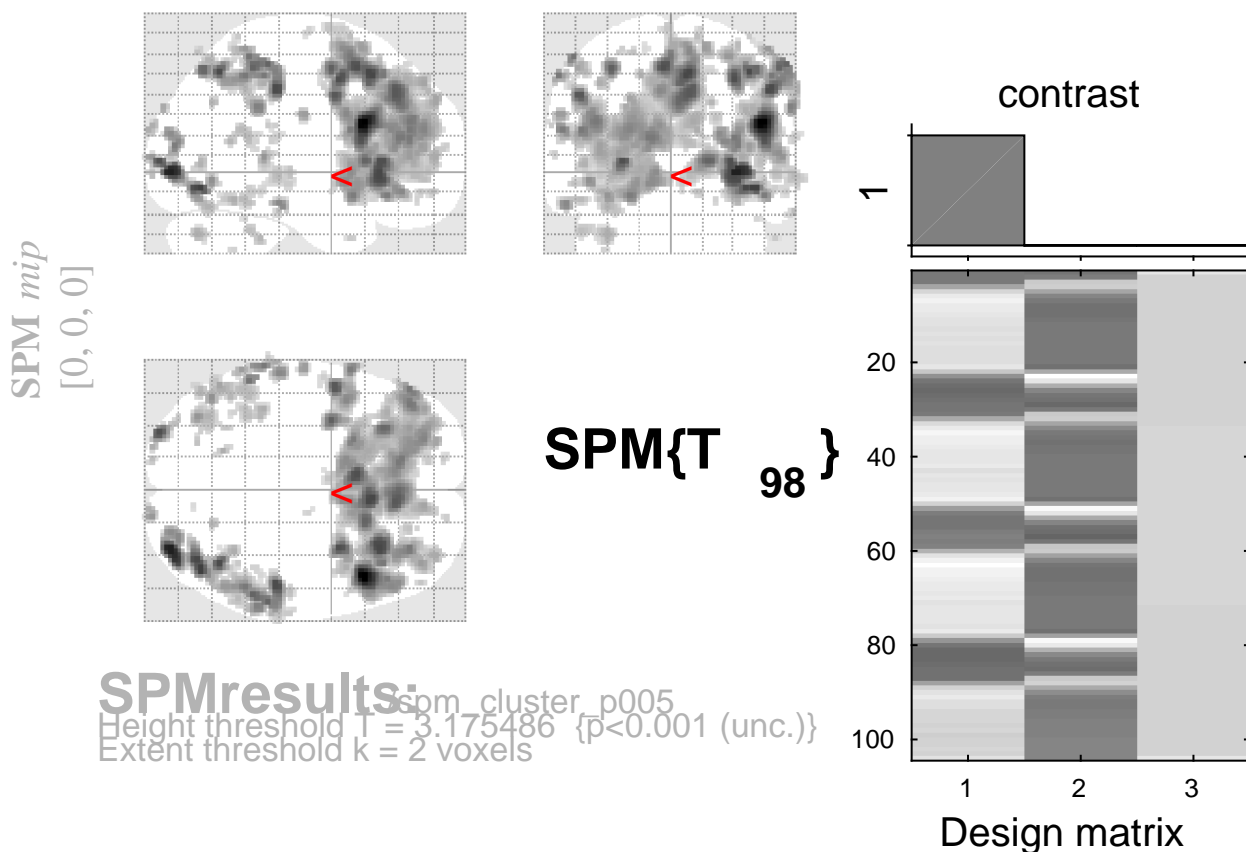 SPM mip
[0, 0, 0]
<
<
<
SPM{T 98 }
SPMresults: ./spm_cluster_p005
Height threshold T = 3.175486 {p<0.001 (unc.)}
Extent threshold k = 2 voxels
contrast
1
20
40
60
80
100
1 2 3
Design matrix